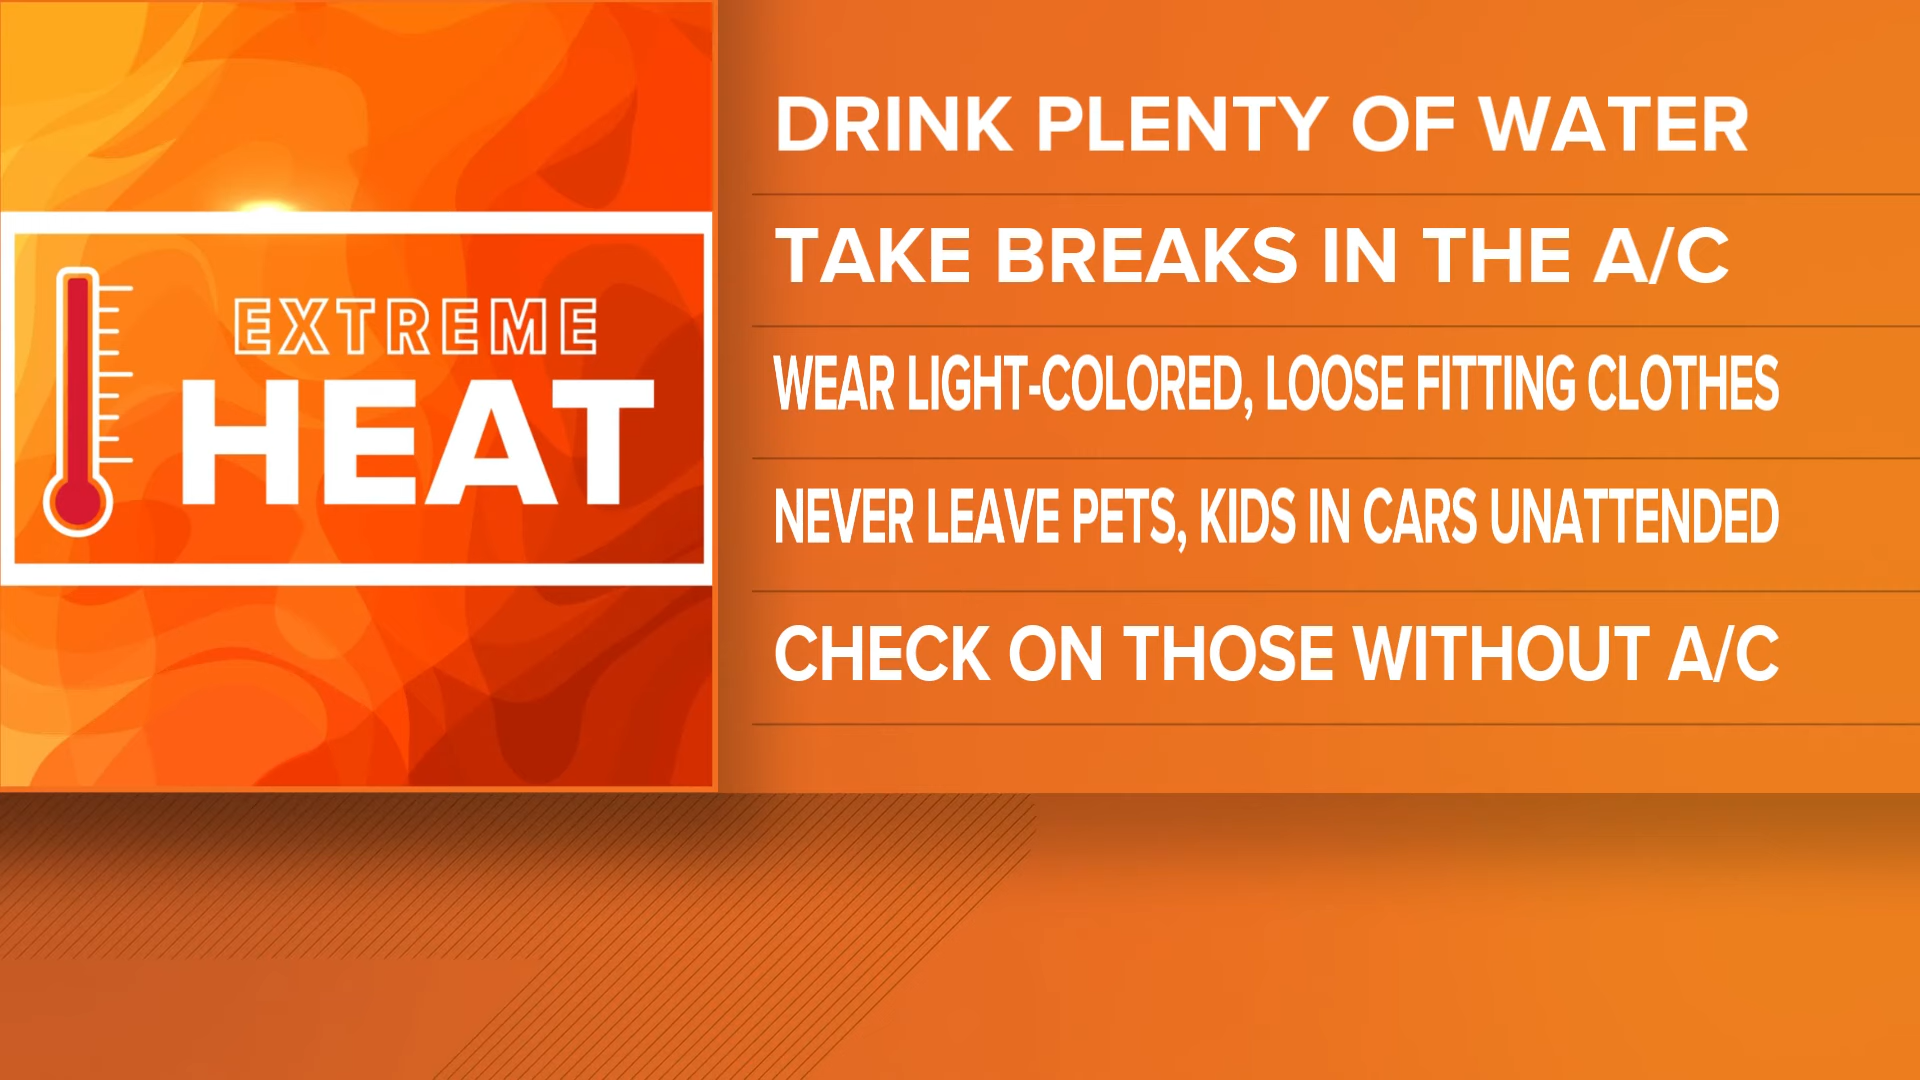 EXTREME
HEAT
DRINK PLENTY OF WATER
TAKE BREAKS IN THE A/C
WEAR LIGHT-COLORED, LOOSE FITTING CLOTHES
NEVER LEAVE PETS, KIDS IN CARS UNATTENDED
CHECK ON THOSE WITHOUT A/C